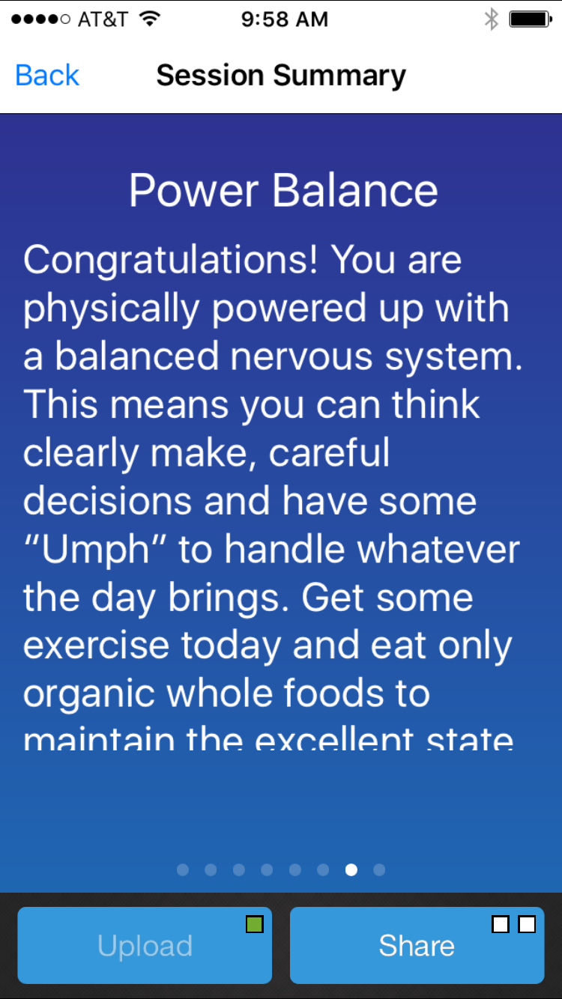 AT&T 9:58 AM
Back Session Summary
Power Balance
Congratulations! You are
physically powered up with
a balanced nervous system.
This means you can think
clearly make, careful
decisions and have some
“Umph” to handle whatever
the day brings. Get some
exercise today and eat only
organic whole foods to
maintain the excellent state
Upload Share